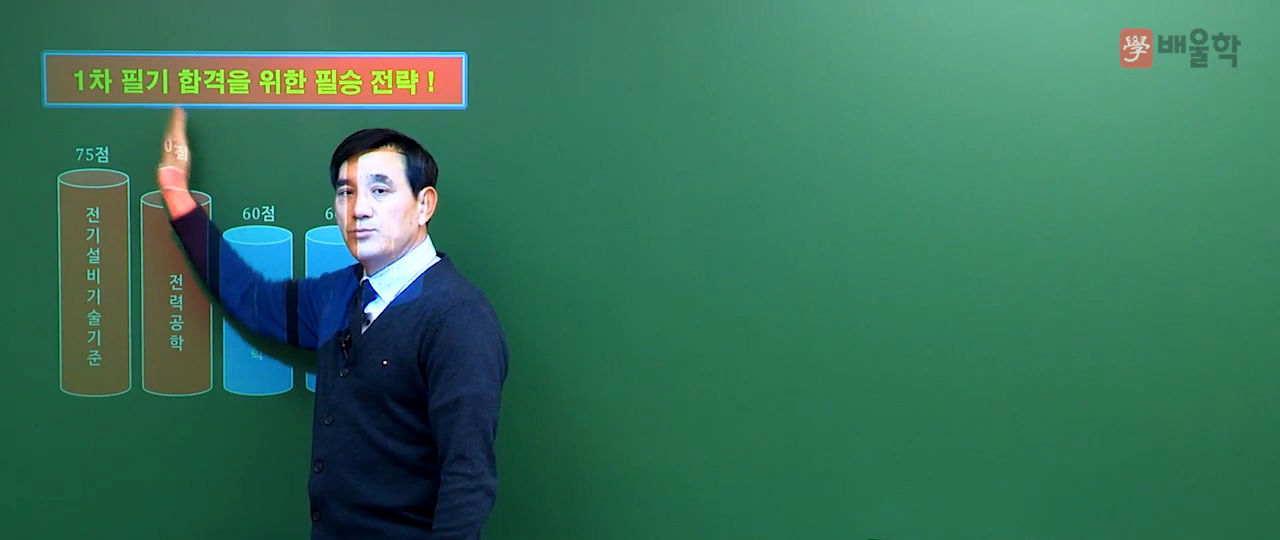 學 배울학
1차 필기 합격을 위한 필승 전략 !
75점
60점
전기설비기술기준
전력공학